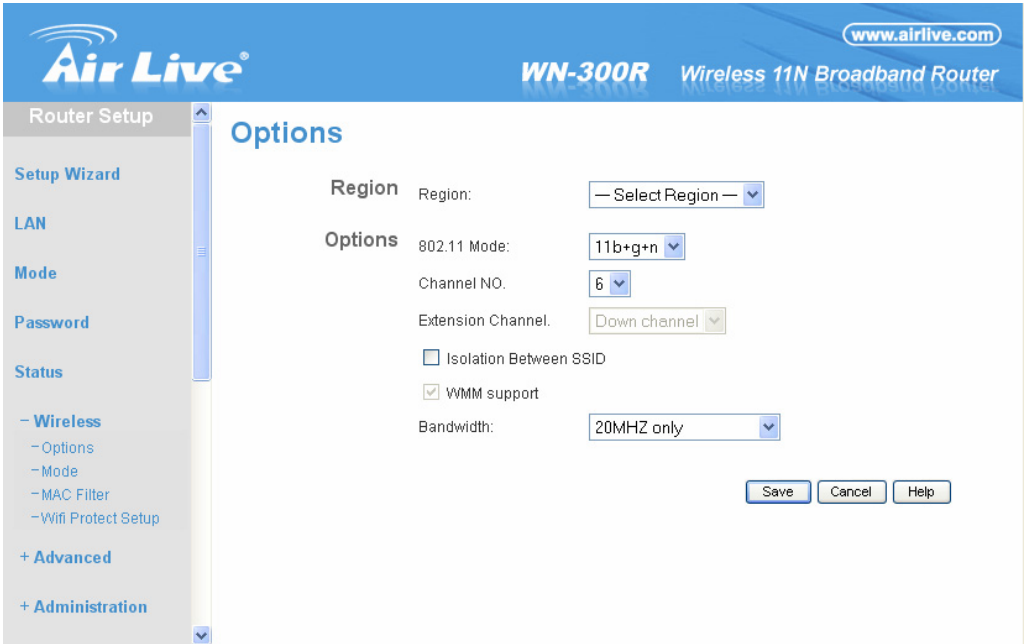 www.airlive.com
Air Live®
WN-300R Wireless 11N Broadband Router
Router Setup
Setup Wizard
LAN
Mode
Password
Status
− Wireless
− Options
− Mode
− MAC Filter
− Wifi Protect Setup
+ Advanced
+ Administration
Options
Region Region: — Select Region —
Options 802.11 Mode: 11b+g+n
Channel NO. 6
Extension Channel. Down channel
Isolation Between SSID
WMM support
Bandwidth: 20MHZ only
Save Cancel Help